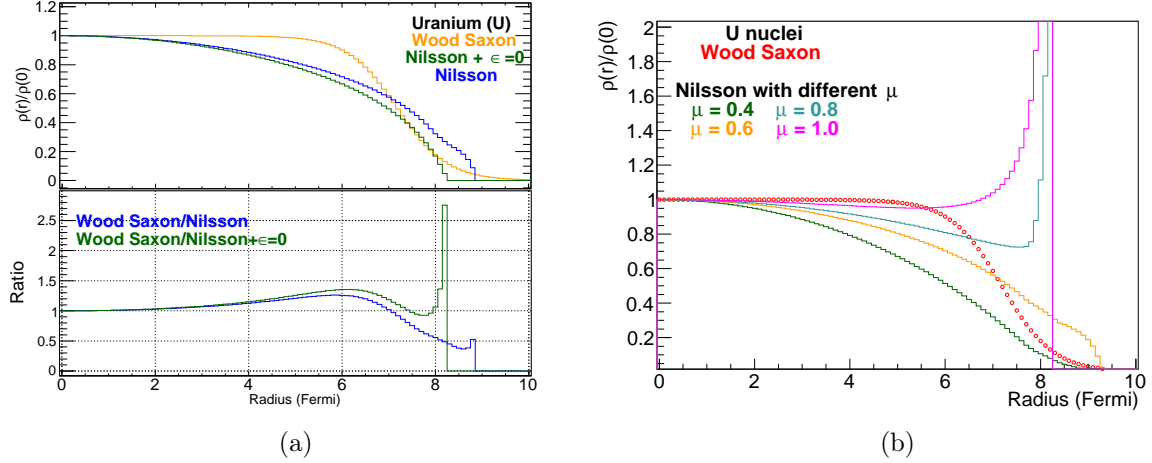 1.2
1
0.8
0.6
0.4
0.2
0
ρ(r)/ρ(0)
Uranium (U)
Wood Saxon
Nilsson + ∈=0
Nilsson
2.5
2
1.5
1
0.5
0
Ratio
Wood Saxon/Nilsson
Wood Saxon/Nilsson+∈=0
0 2 4 6 8 10
Radius (Fermi)
(a)
2
1.8
1.6
1.4
1.2
1
0.8
0.6
0.4
0.2
ρ(r)/ρ(0)
U nuclei
Wood Saxon
Nilsson with different μ
μ = 0.4 μ = 0.8
μ = 0.6 μ = 1.0
0 2 4 6 8 10
Radius (Fermi)
(b)